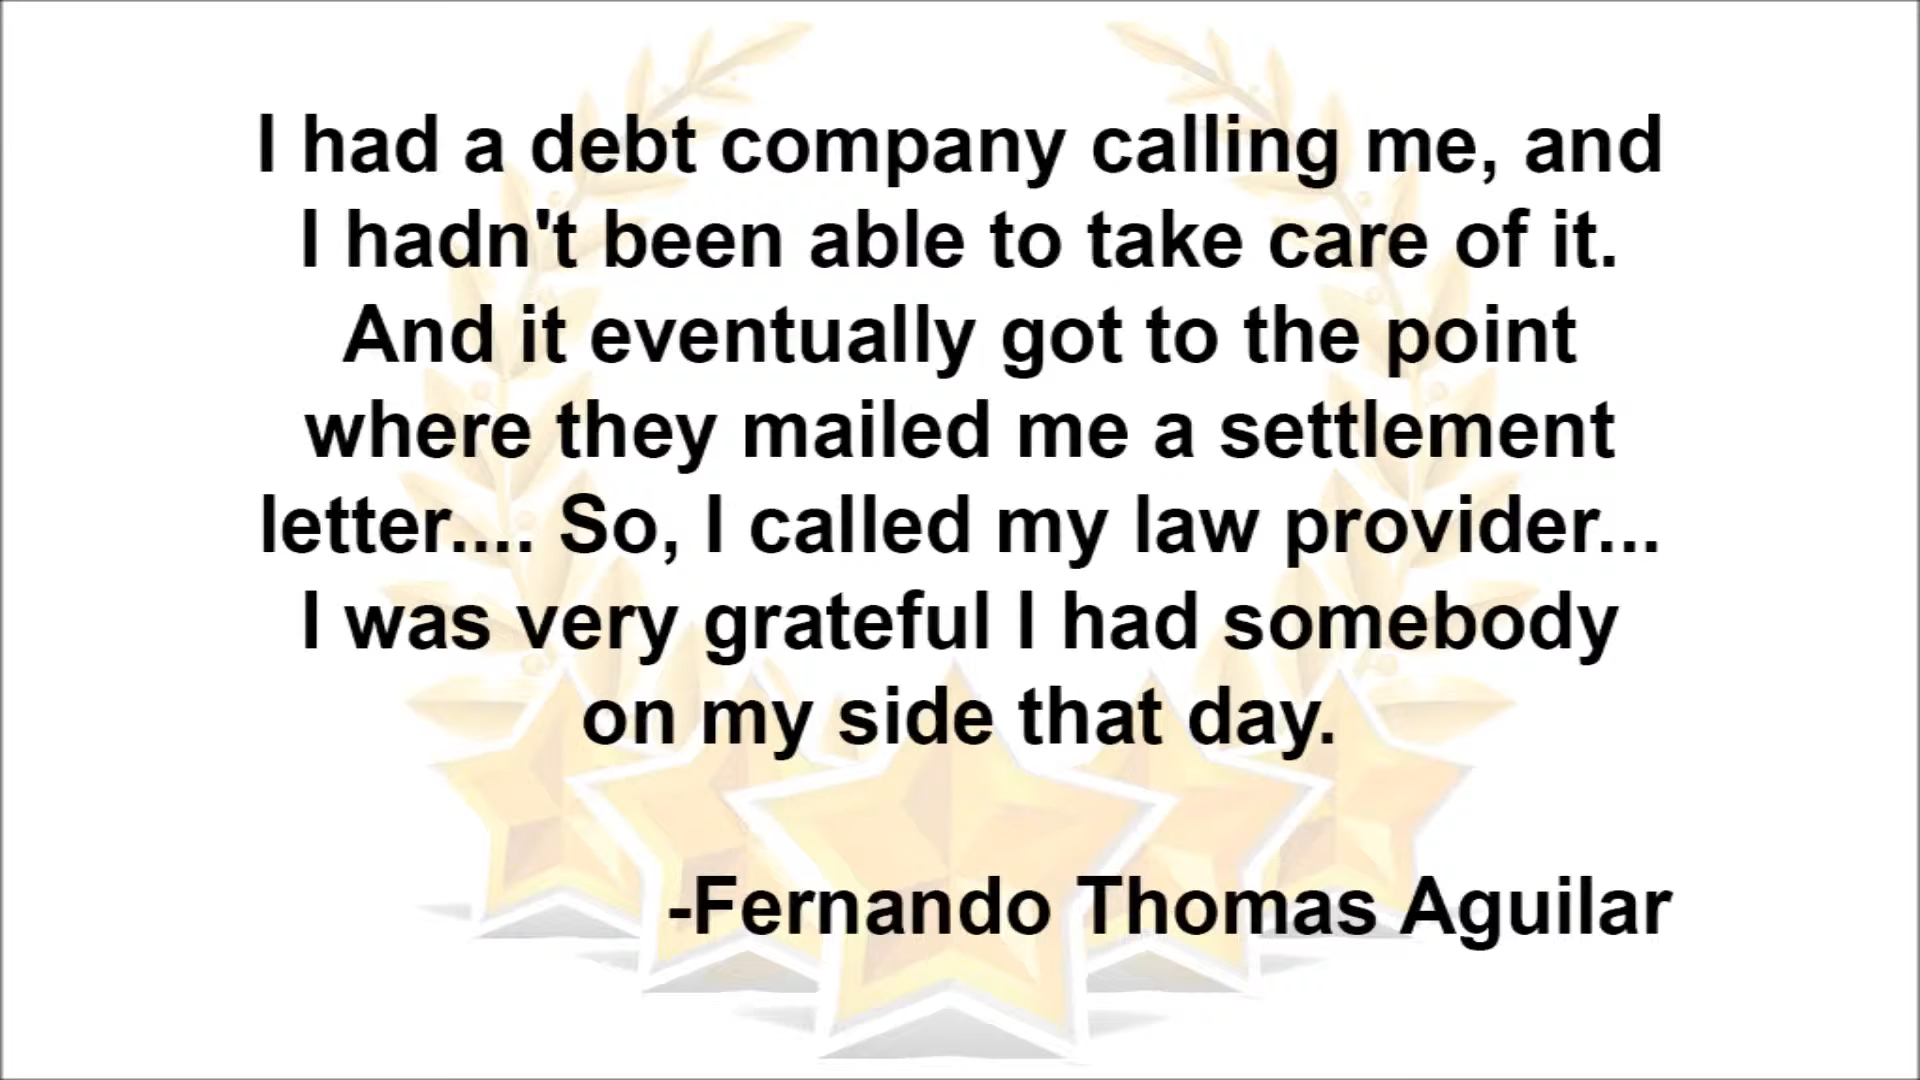 I had a debt company calling me, and
I hadn't been able to take care of it.
And it eventually got to the point
where they mailed me a settlement
letter.... So, I called my law provider...
I was very grateful I had somebody
on my side that day.
-Fernando Thomas Aguilar